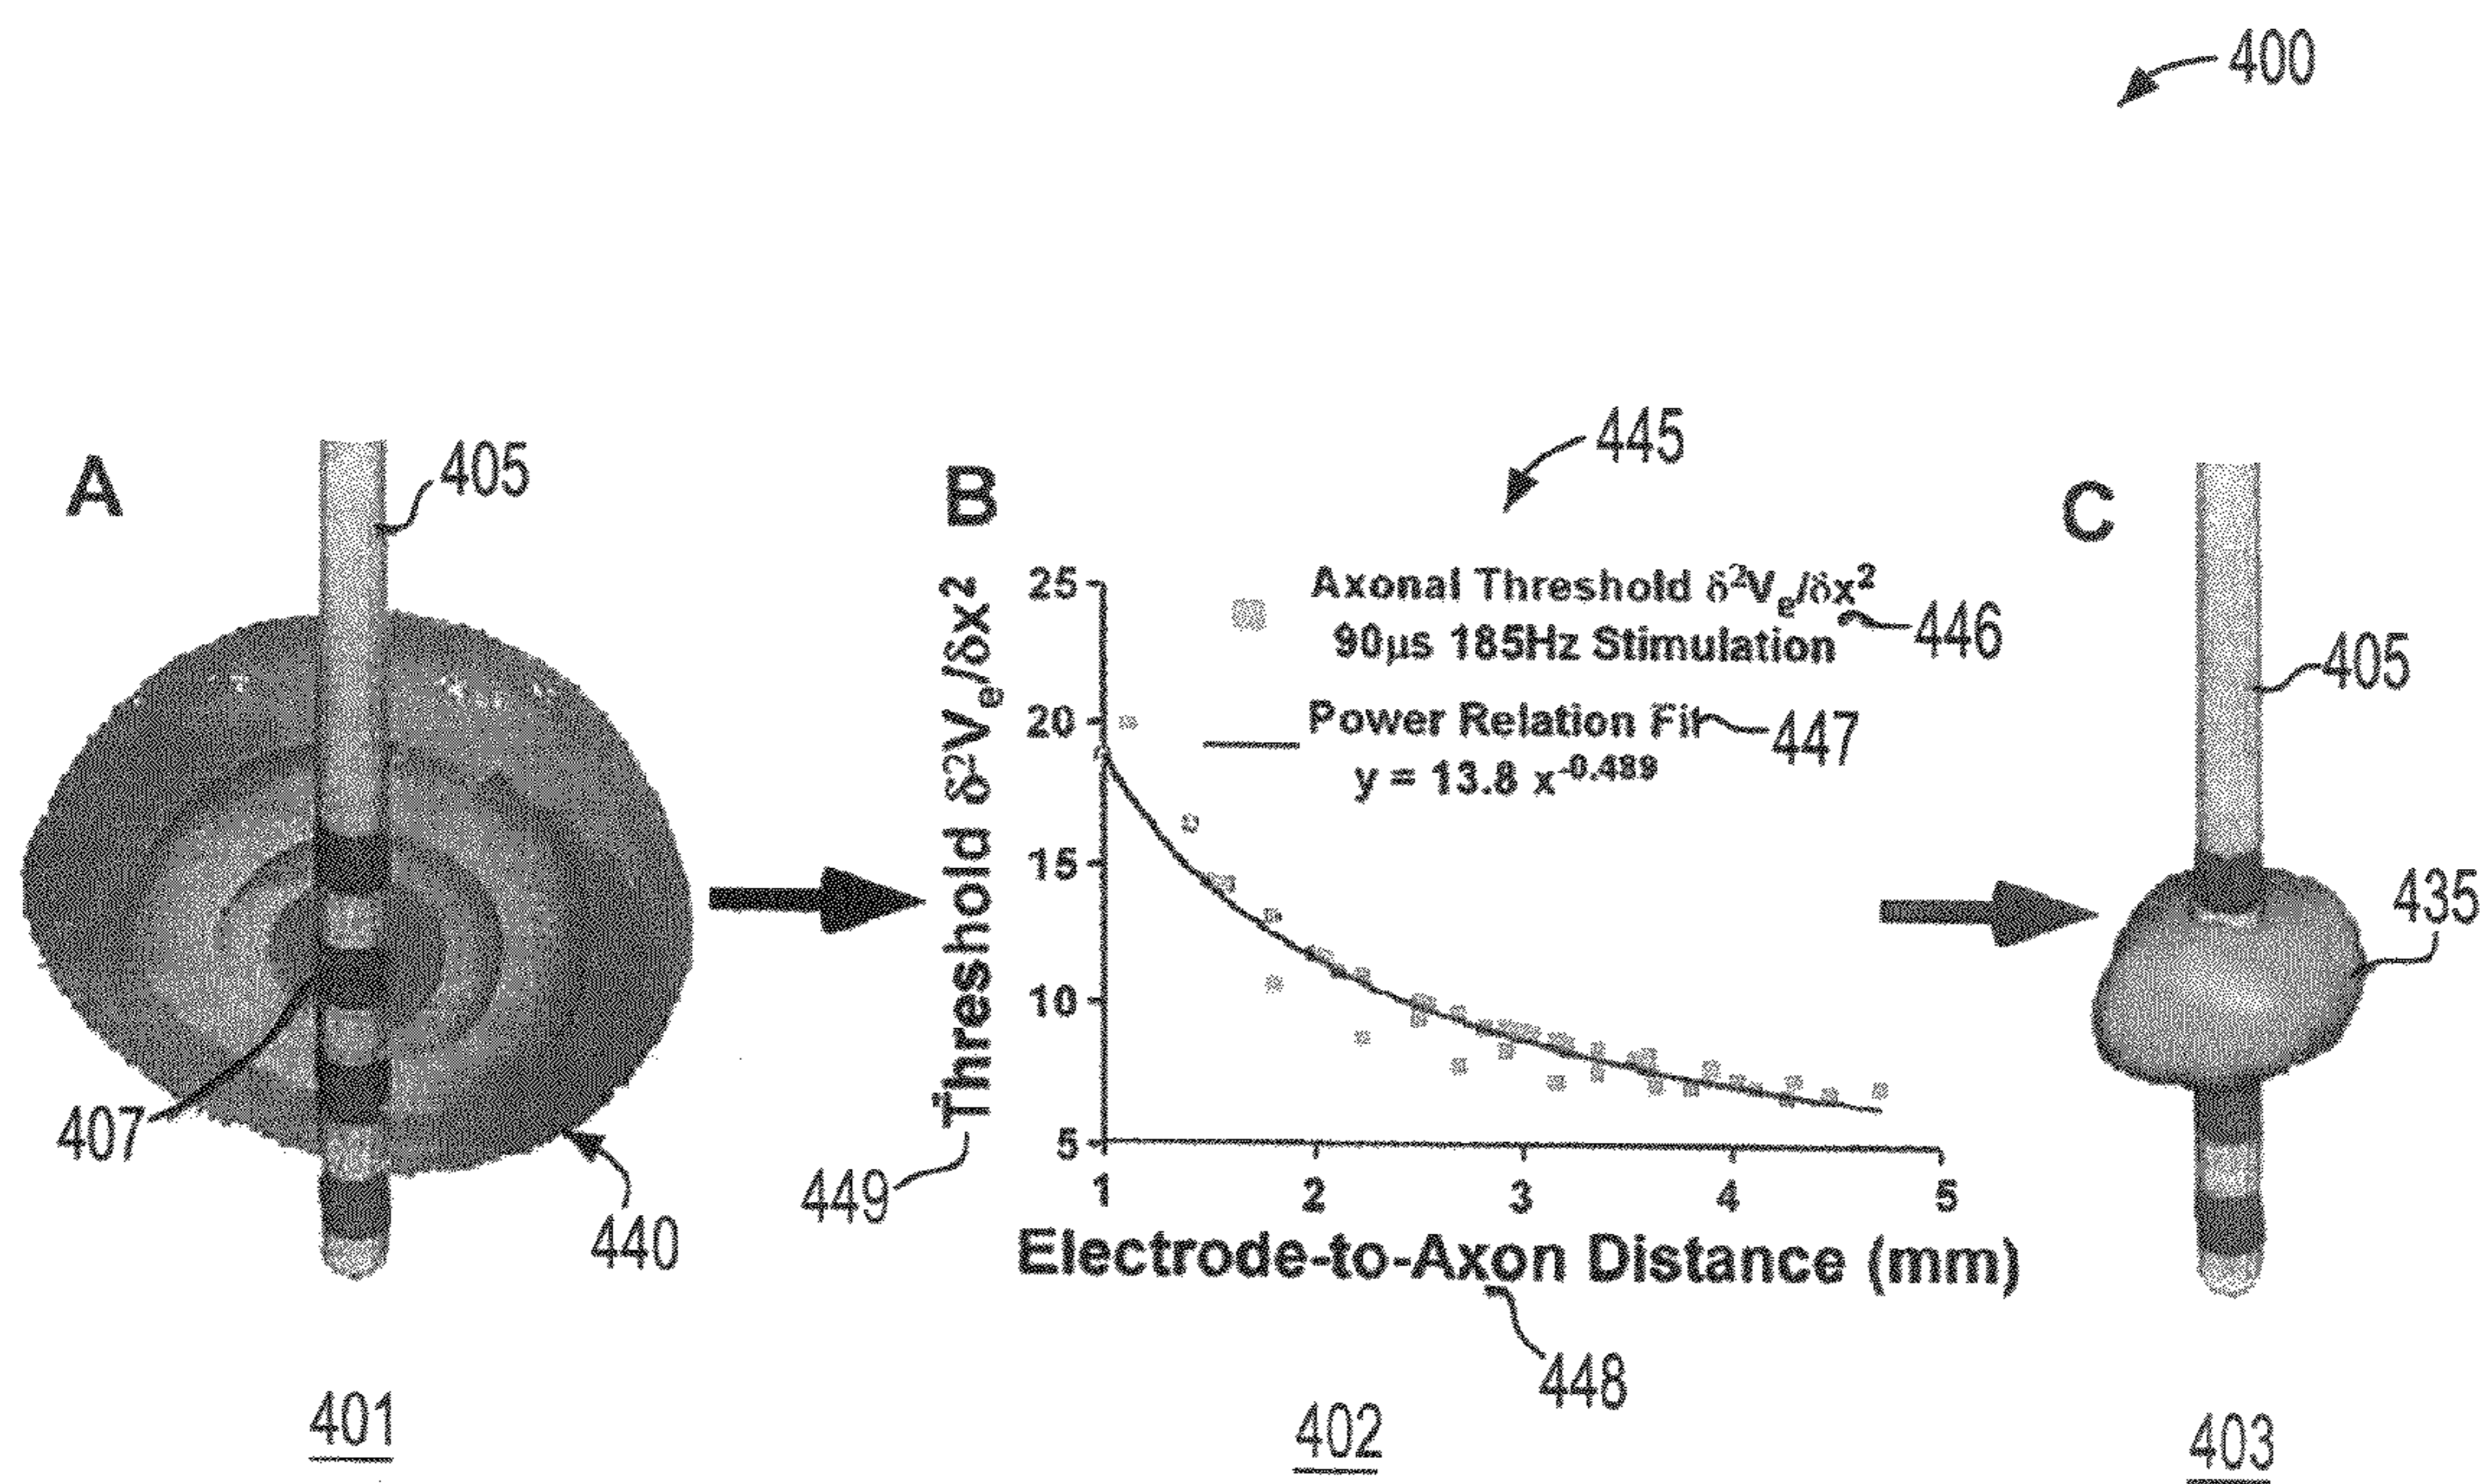 400
A
405
407
440
401
B
445
Threshold δ²Vₑ/δx²
449
25
20
15
10
5
1
2
3
4
5
Axonal Threshold δ²Vₑ/δx²
90µs 185Hz Stimulation
446
Power Relation Fit
447
y = 13.8 x⁻⁰·⁴⁸⁹
Electrode-to-Axon Distance (mm)
448
402
C
405
435
403